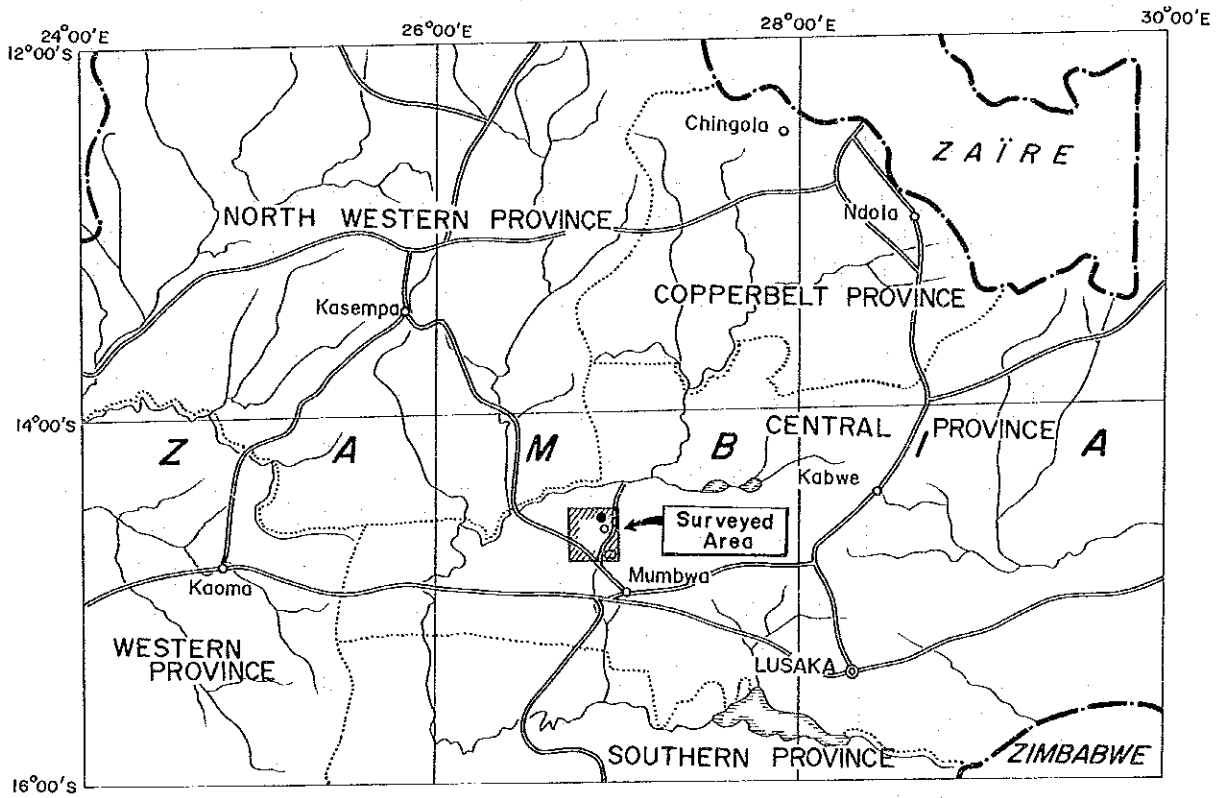 24°00'E
26°00'E
28°00'E
30°00'E
12°00'S
Chingola
ZAÏRE
NORTH WESTERN PROVINCE
Ndola
COPPERBELT PROVINCE
Kasempa
14°00'S
CENTRAL PROVINCE
Z A M B I A
Kabwe
Surveyed
Area
Kaoma
Mumbwa
WESTERN
PROVINCE
LUSAKA
SOUTHERN PROVINCE
ZIMBABWE
16°00'S